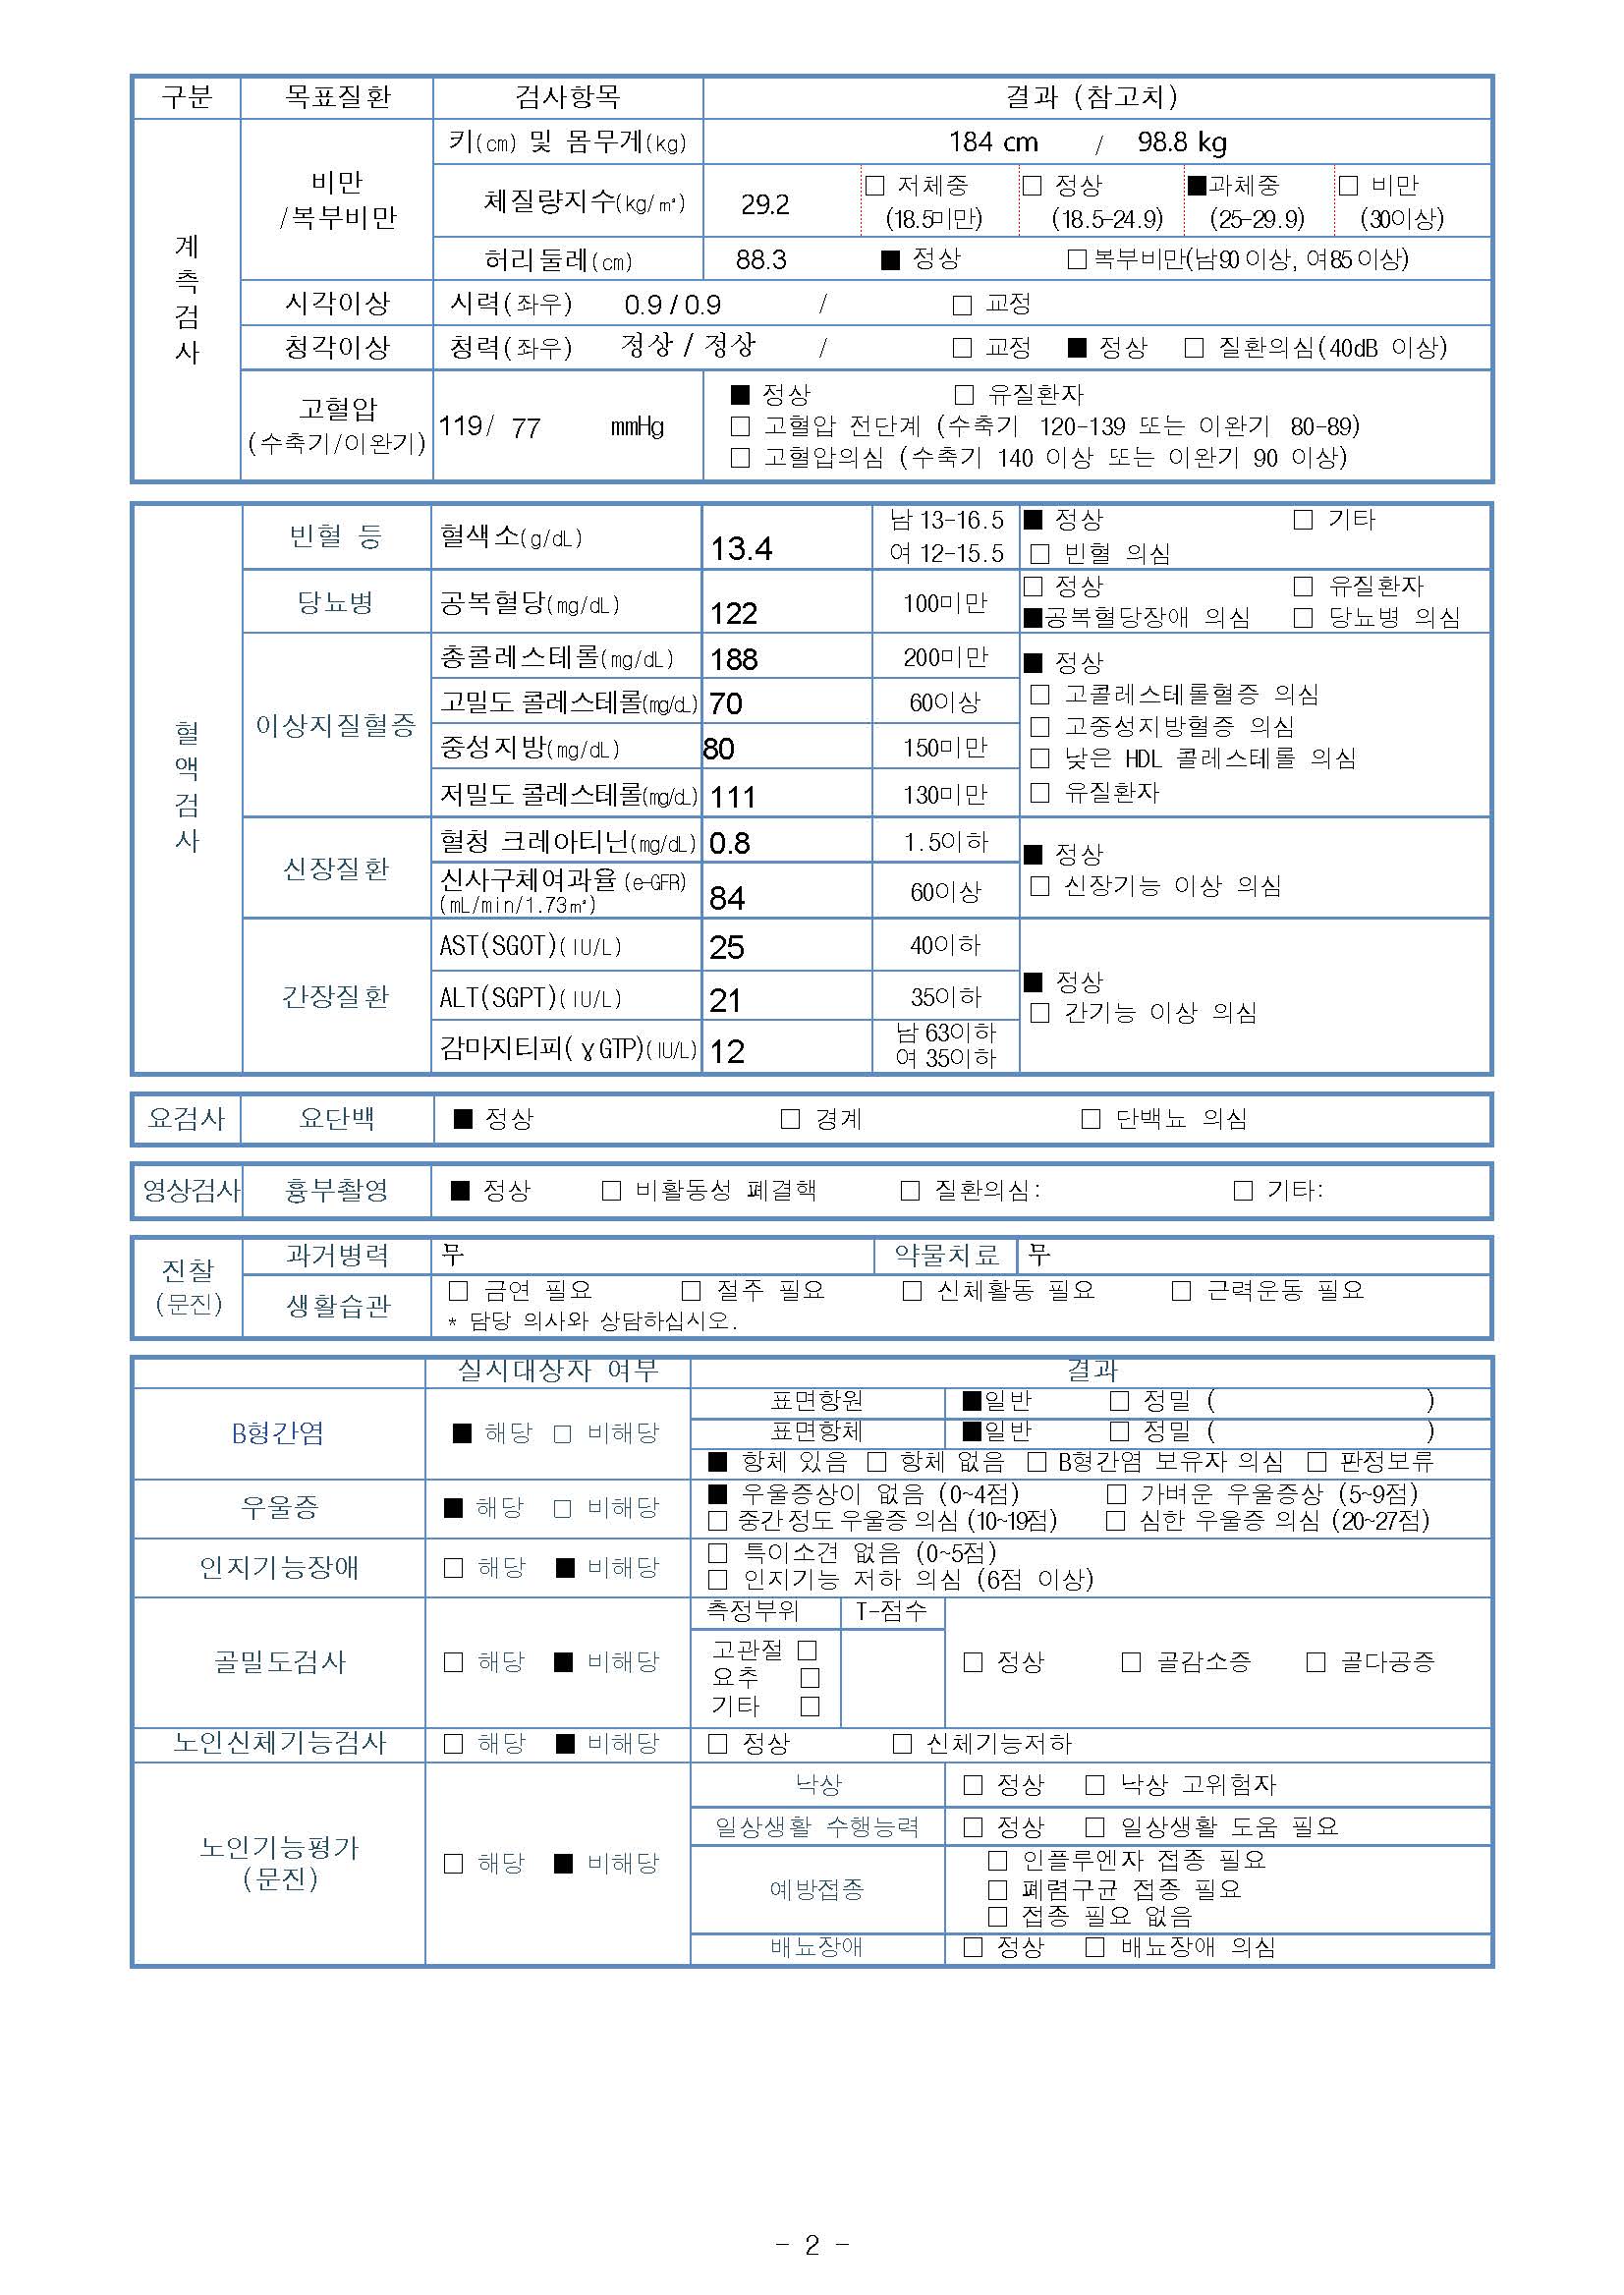 구분 목표질환 검사항목 결과 (참고치)
계측검사
비만
/복부비만
키(cm) 및 몸무게(kg) 184 cm / 98.8 kg
체질량지수(kg/㎡) 29.2 □ 저체중 □ 정상 ■과체중 □ 비만
(18.5미만) (18.5-24.9) (25-29.9) (30이상)
허리둘레(cm) 88.3 ■ 정상 □복부비만(남90이상, 여85이상)
시각이상 시력(좌우) 0.9 / 0.9 / □ 교정
청각이상 청력(좌우) 정상 / 정상 / □ 교정 ■ 정상 □ 질환의심(40dB 이상)
고혈압
(수축기/이완기)
119/ 77 mmHg
■ 정상 □ 유질환자
□ 고혈압 전단계 (수축기 120-139 또는 이완기 80-89)
□ 고혈압의심 (수축기 140 이상 또는 이완기 90 이상)
혈액검사
빈혈 등 혈색소(g/dL) 13.4
남 13-16.5 ■ 정상 □ 기타
여 12-15.5 □ 빈혈 의심
당뇨병 공복혈당(mg/dL) 122 100미만
□ 정상 □ 유질환자
■공복혈당장애 의심 □ 당뇨병 의심
이상지질혈증
총콜레스테롤(mg/dL) 188 200미만
고밀도 콜레스테롤(mg/dL) 70 60이상
중성지방(mg/dL) 80 150미만
저밀도 콜레스테롤(mg/dL) 111 130미만
■ 정상
□ 고콜레스테롤혈증 의심
□ 고중성지방혈증 의심
□ 낮은 HDL 콜레스테롤 의심
□ 유질환자
신장질환
혈청 크레아티닌(mg/dL) 0.8 1.5이하
신사구체여과율(e-GFR)
(mL/min/1.73㎡) 84 60이상
■ 정상
□ 신장기능 이상 의심
간장질환
AST(SGOT)(IU/L) 25 40이하
ALT(SGPT)(IU/L) 21 35이하
감마지티피(γGTP)(IU/L) 12 남 63이하
여 35이하
■ 정상
□ 간기능 이상 의심
요검사 요단백 ■ 정상 □ 경계 □ 단백뇨 의심
영상검사 흉부촬영 ■ 정상 □ 비활동성 폐결핵 □ 질환의심: □ 기타:
진찰
(문진)
과거병력 무 약물치료 무
생활습관
□ 금연 필요 □ 절주 필요 □ 신체활동 필요 □ 근력운동 필요
* 담당 의사와 상담하십시오.
실시대상자 여부 결과
B형간염 ■ 해당 □ 비해당
표면항원 ■일반 □ 정밀 ( )
표면항체 ■일반 □ 정밀 ( )
■ 항체 있음 □ 항체 없음 □ B형간염 보유자 의심 □ 판정보류
우울증 ■ 해당 □ 비해당
■ 우울증상이 없음 (0~4점) □ 가벼운 우울증상 (5~9점)
□ 중간 정도 우울증 의심 (10~19점) □ 심한 우울증 의심 (20~27점)
인지기능장애 □ 해당 ■ 비해당
□ 특이소견 없음 (0~5점)
□ 인지기능 저하 의심 (6점 이상)
골밀도검사 □ 해당 ■ 비해당
측정부위 T-점수
고관절 □
요추 □
기타 □
□ 정상 □ 골감소증 □ 골다공증
노인신체기능검사 □ 해당 ■ 비해당 □ 정상 □ 신체기능저하
노인기능평가
(문진)
□ 해당 ■ 비해당
낙상 □ 정상 □ 낙상 고위험자
일상생활 수행능력 □ 정상 □ 일상생활 도움 필요
예방접종
□ 인플루엔자 접종 필요
□ 폐렴구균 접종 필요
□ 접종 필요 없음
배뇨장애 □ 정상 □ 배뇨장애 의심
- 2 -